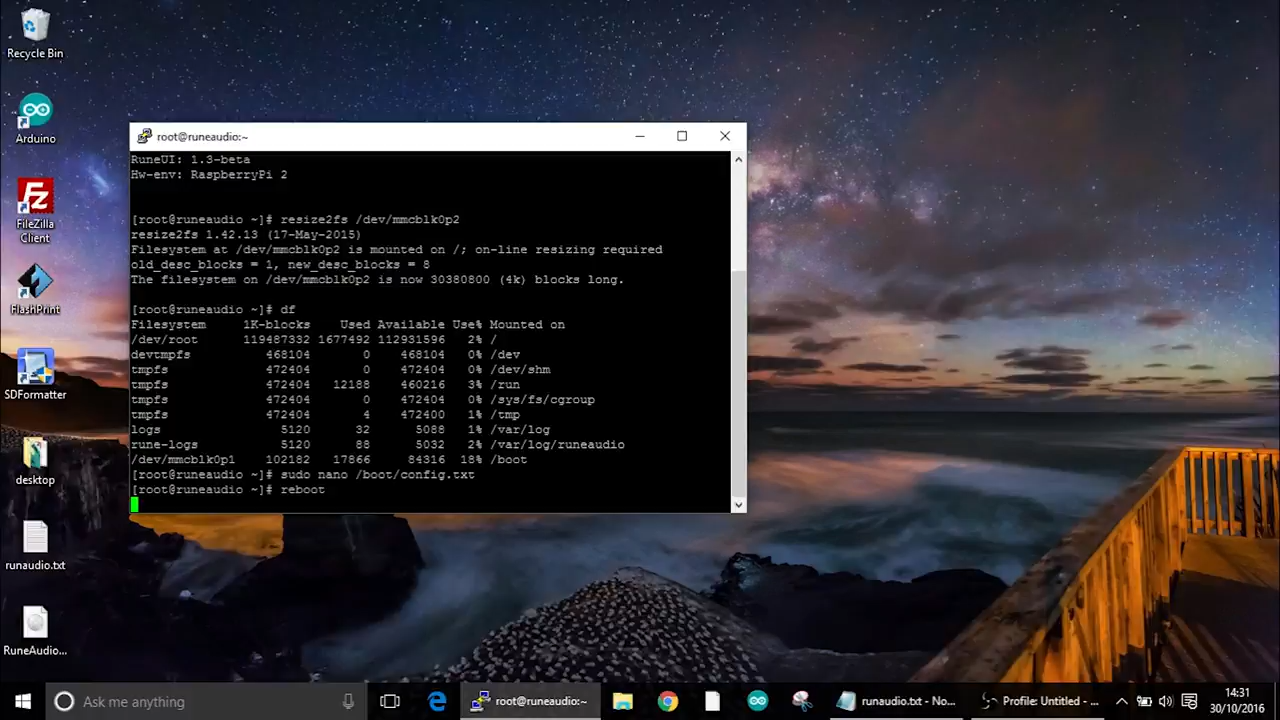 Recycle Bin
Arduino
FileZilla
Client
FlashPrint
SDFormatter
desktop
runaudio.txt
RuneAudio...
root@runeaudio:~
RuneUI: 1.3-beta
Hw-env: RaspberryPi 2
[root@runeaudio ~]# resize2fs /dev/mmcblk0p2
resize2fs 1.42.13 (17-May-2015)
Filesystem at /dev/mmcblk0p2 is mounted on /; on-line resizing required
old_desc_blocks = 1, new_desc_blocks = 8
The filesystem on /dev/mmcblk0p2 is now 30380800 (4k) blocks long.
[root@runeaudio ~]# df
Filesystem 1K-blocks Used Available Use% Mounted on
/dev/root 119487332 1677492 112931596 2% /
devtmpfs 468104 0 468104 0% /dev
tmpfs 472404 0 472404 0% /dev/shm
tmpfs 472404 12188 460216 3% /run
tmpfs 472404 0 472404 0% /sys/fs/cgroup
tmpfs 472404 4 472400 1% /tmp
logs 5120 32 5088 1% /var/log
rune-logs 5120 88 5032 2% /var/log/runeaudio
/dev/mmcblk0p1 102182 17866 84316 18% /boot
[root@runeaudio ~]# sudo nano /boot/config.txt
[root@runeaudio ~]# reboot
Ask me anything
root@runeaudio:~
runaudio.txt - No...
Profile: Untitled - ...
14:31
30/10/2016